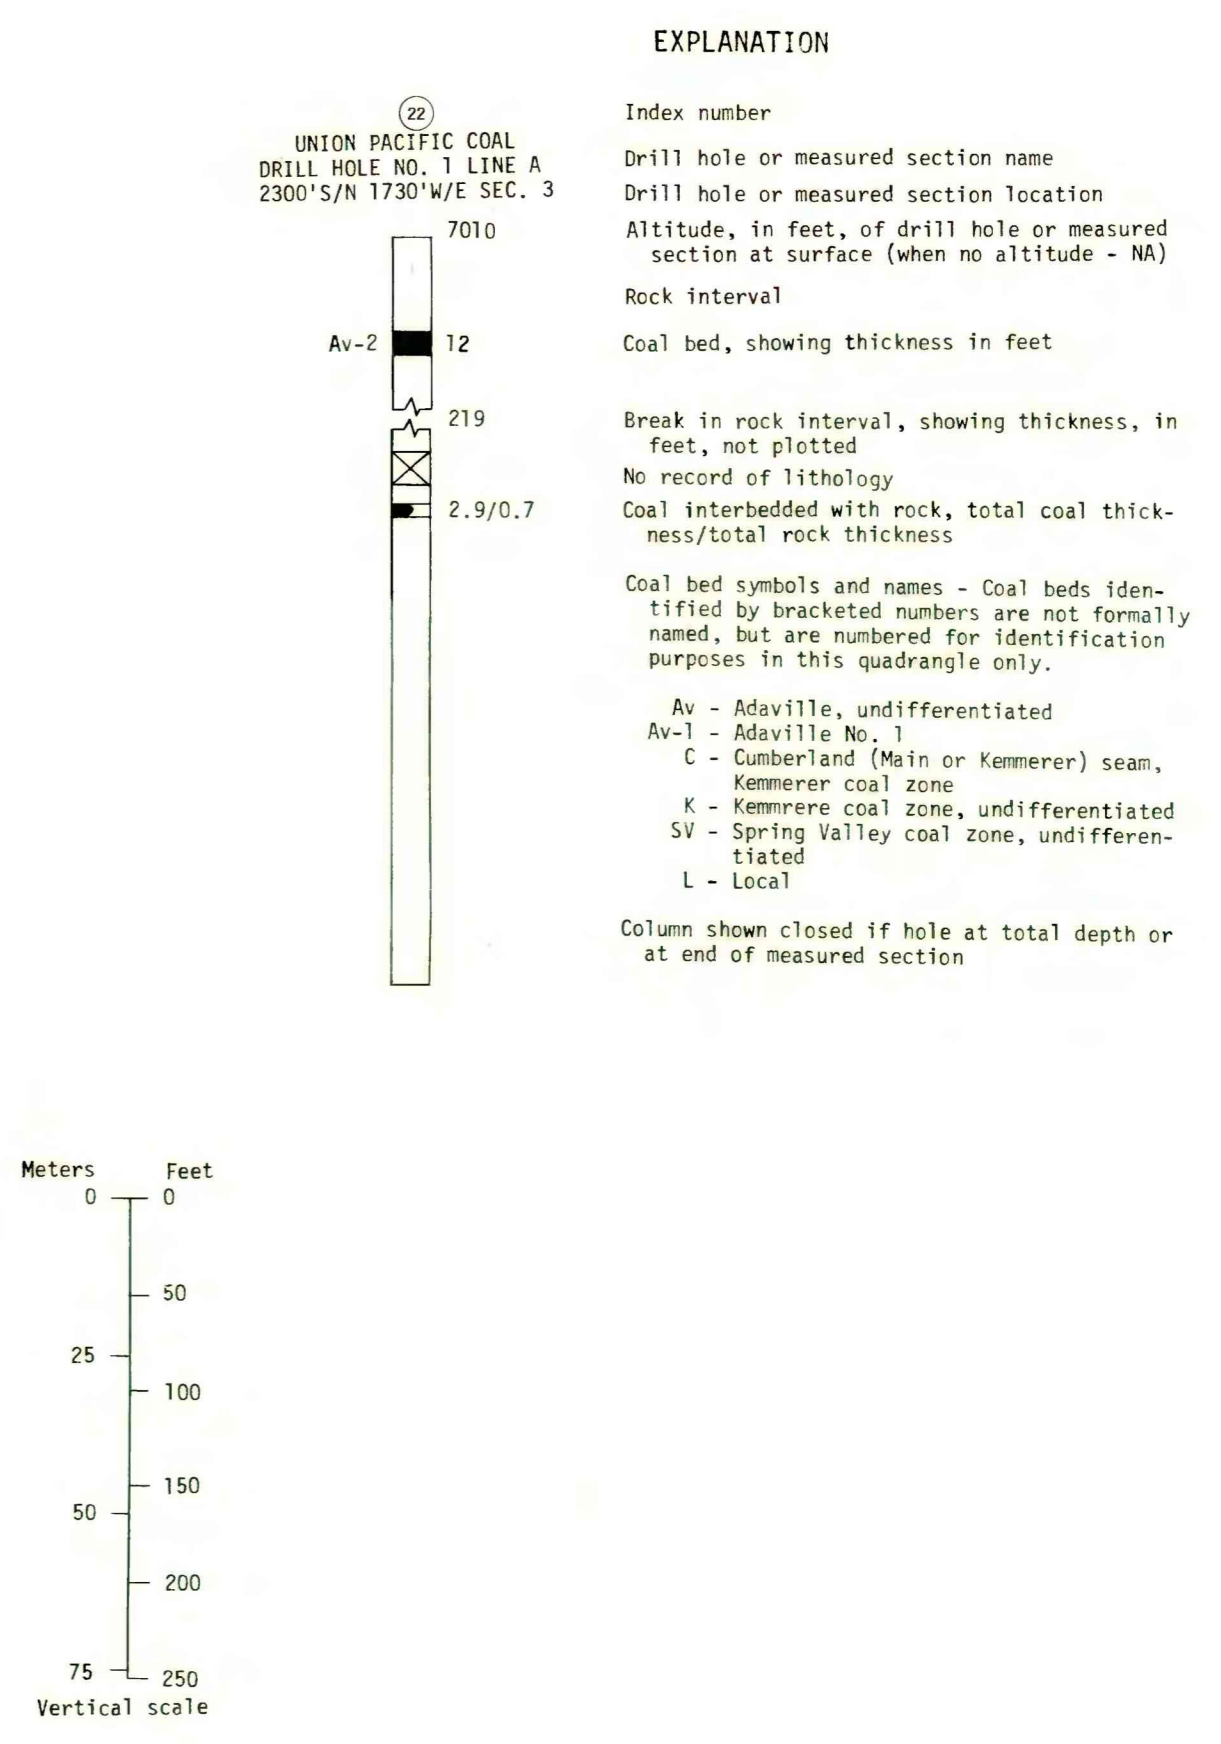 EXPLANATION
22
UNION PACIFIC COAL
DRILL HOLE NO. 1 LINE A
2300'S/N 1730'W/E SEC. 3
7010
Av-2
12
219
2.9/0.7
Index number
Drill hole or measured section name
Drill hole or measured section location
Altitude, in feet, of drill hole or measured
section at surface (when no altitude - NA)
Rock interval
Coal bed, showing thickness in feet
Break in rock interval, showing thickness, in
feet, not plotted
No record of lithology
Coal interbedded with rock, total coal thick-
ness/total rock thickness
Coal bed symbols and names - Coal beds iden-
tified by bracketed numbers are not formally
named, but are numbered for identification
purposes in this quadrangle only.
Av - Adaville, undifferentiated
Av-1 - Adaville No. 1
C - Cumberland (Main or Kemmerer) seam,
Kemmerer coal zone
K - Kemmrere coal zone, undifferentiated
SV - Spring Valley coal zone, undifferen-
tiated
L - Local
Column shown closed if hole at total depth or
at end of measured section
Meters Feet
0 0
50
25
100
150
50
200
75
250
Vertical scale